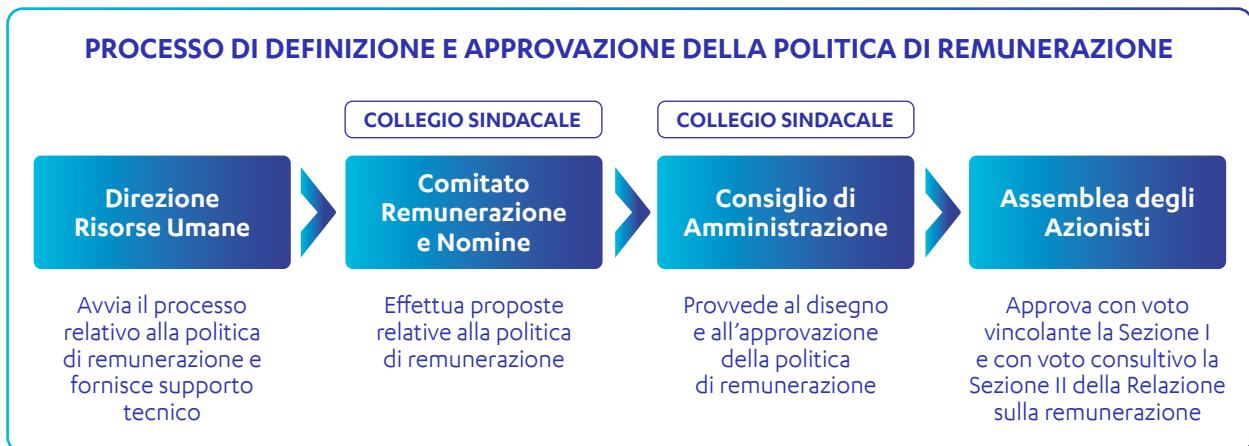 PROCESSO DI DEFINIZIONE E APPROVAZIONE DELLA POLITICA DI REMUNERAZIONE
COLLEGIO SINDACALE
COLLEGIO SINDACALE
Direzione
Risorse Umane
Comitato
Remunerazione
e Nomine
Consiglio di
Amministrazione
Assemblea degli
Azionisti
Avvia il processo
relativo alla politica
di remunerazione e
fornisce supporto
tecnico
Effettua proposte
relative alla politica
di remunerazione
Provvede al disegno
e all'approvazione
della politica
di remunerazione
Approva con voto
vincolante la Sezione I
e con voto consultivo la
Sezione II della Relazione
sulla remunerazione